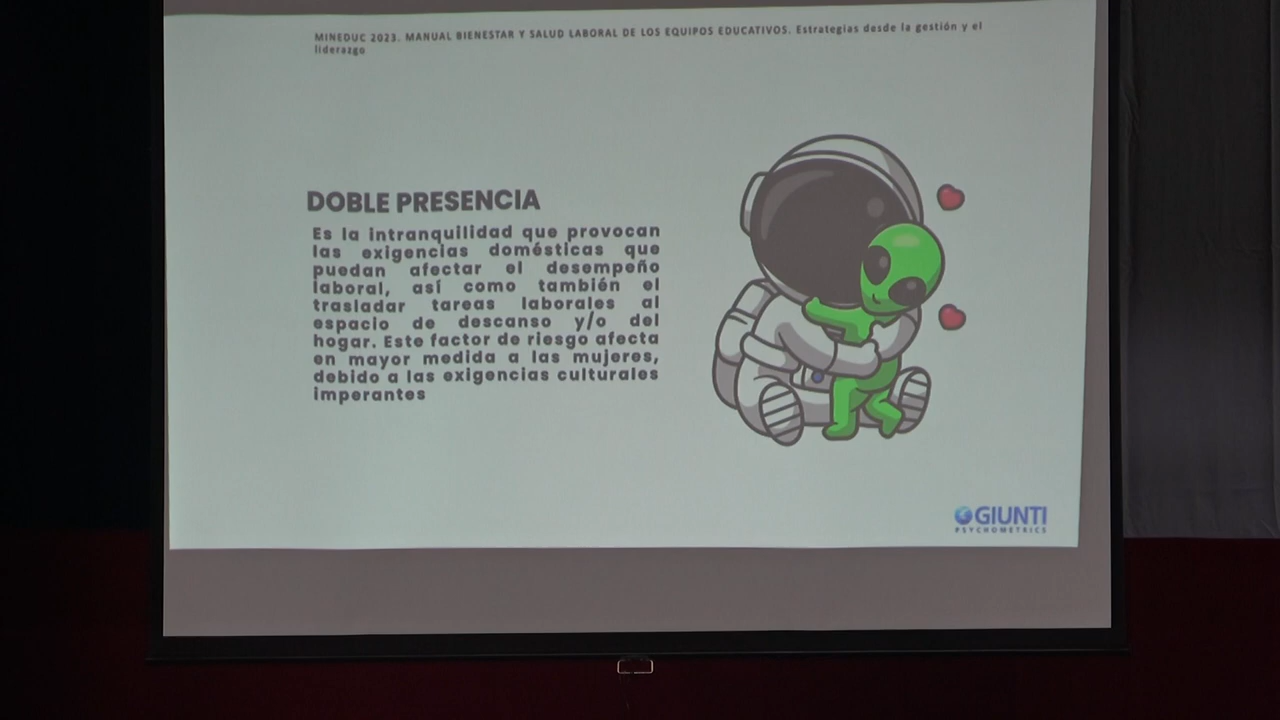 MINEDUC 2023. MANUAL BIENESTAR Y SALUD LABORAL DE LOS EQUIPOS EDUCATIVOS. Estrategias desde la gestión y el
liderazgo
DOBLE PRESENCIA
Es la intranquilidad que provocan
las exigencias domésticas que
puedan afectar el desempeño
laboral, así como también el
trasladar tareas laborales al
espacio de descanso y/o del
hogar. Este factor de riesgo afecta
en mayor medida a las mujeres,
debido a las exigencias culturales
imperantes
GIUNTI
PSYCHOMETRICS